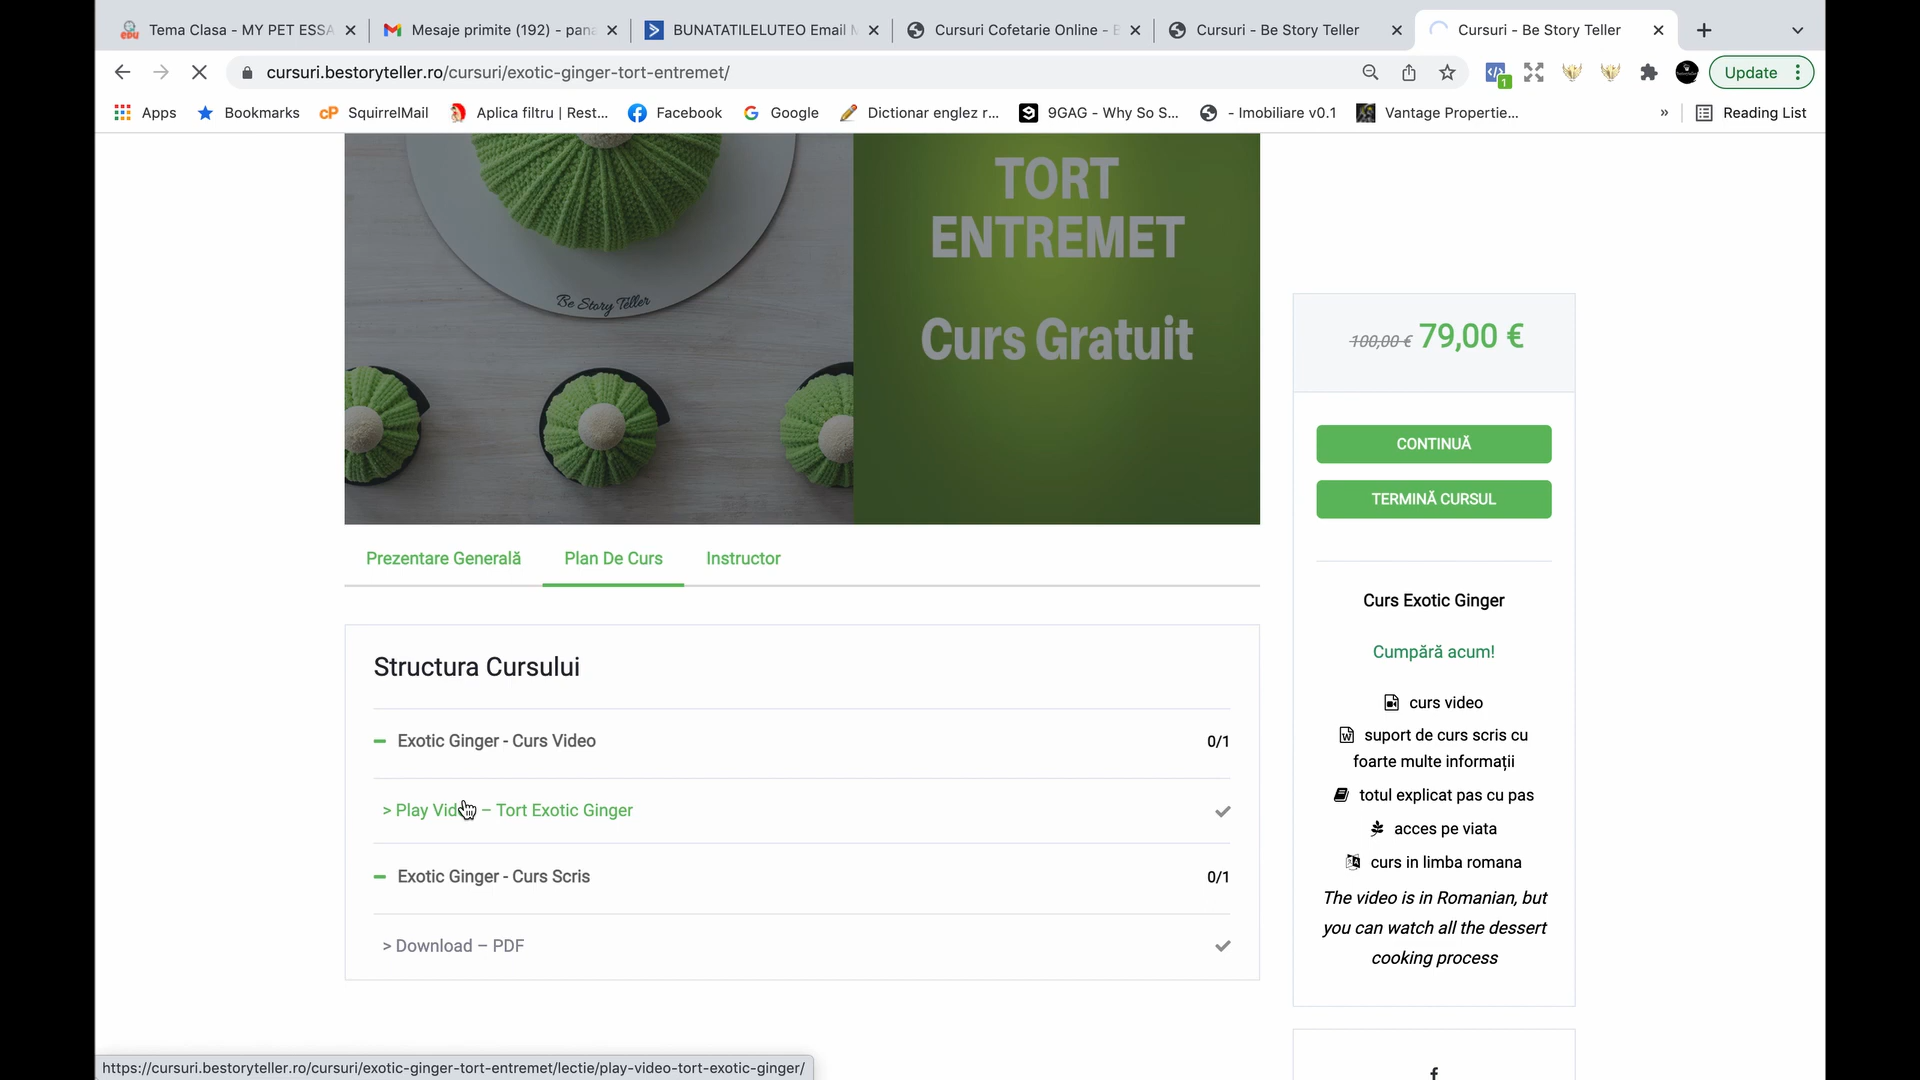 Tema Clasa - MY PET ESSA
Mesaje primite (192) - pana
BUNATATILELUTEO Email M
Cursuri Cofetarie Online - B
Cursuri - Be Story Teller
Cursuri - Be Story Teller
cursuri.bestoryteller.ro/cursuri/exotic-ginger-tort-entremet/
1
Update
Apps
Bookmarks
SquirrelMail
Aplica filtru | Rest...
Facebook
Google
Dictionar englez r...
9GAG - Why So S...
- Imobiliare v0.1
Vantage Propertie...
»
Reading List
TORT
ENTREMET
Curs Gratuit
Be Story Teller
100,00 € 79,00 €
CONTINUĂ
TERMINĂ CURSUL
Prezentare Generală
Plan De Curs
Instructor
Structura Cursului
Exotic Ginger - Curs Video 0/1
> Play Vid – Tort Exotic Ginger
Exotic Ginger - Curs Scris 0/1
> Download – PDF
Curs Exotic Ginger
Cumpără acum!
curs video
suport de curs scris cu
foarte multe informații
totul explicat pas cu pas
acces pe viata
curs in limba romana
The video is in Romanian, but
you can watch all the dessert
cooking process
https://cursuri.bestoryteller.ro/cursuri/exotic-ginger-tort-entremet/lectie/play-video-tort-exotic-ginger/